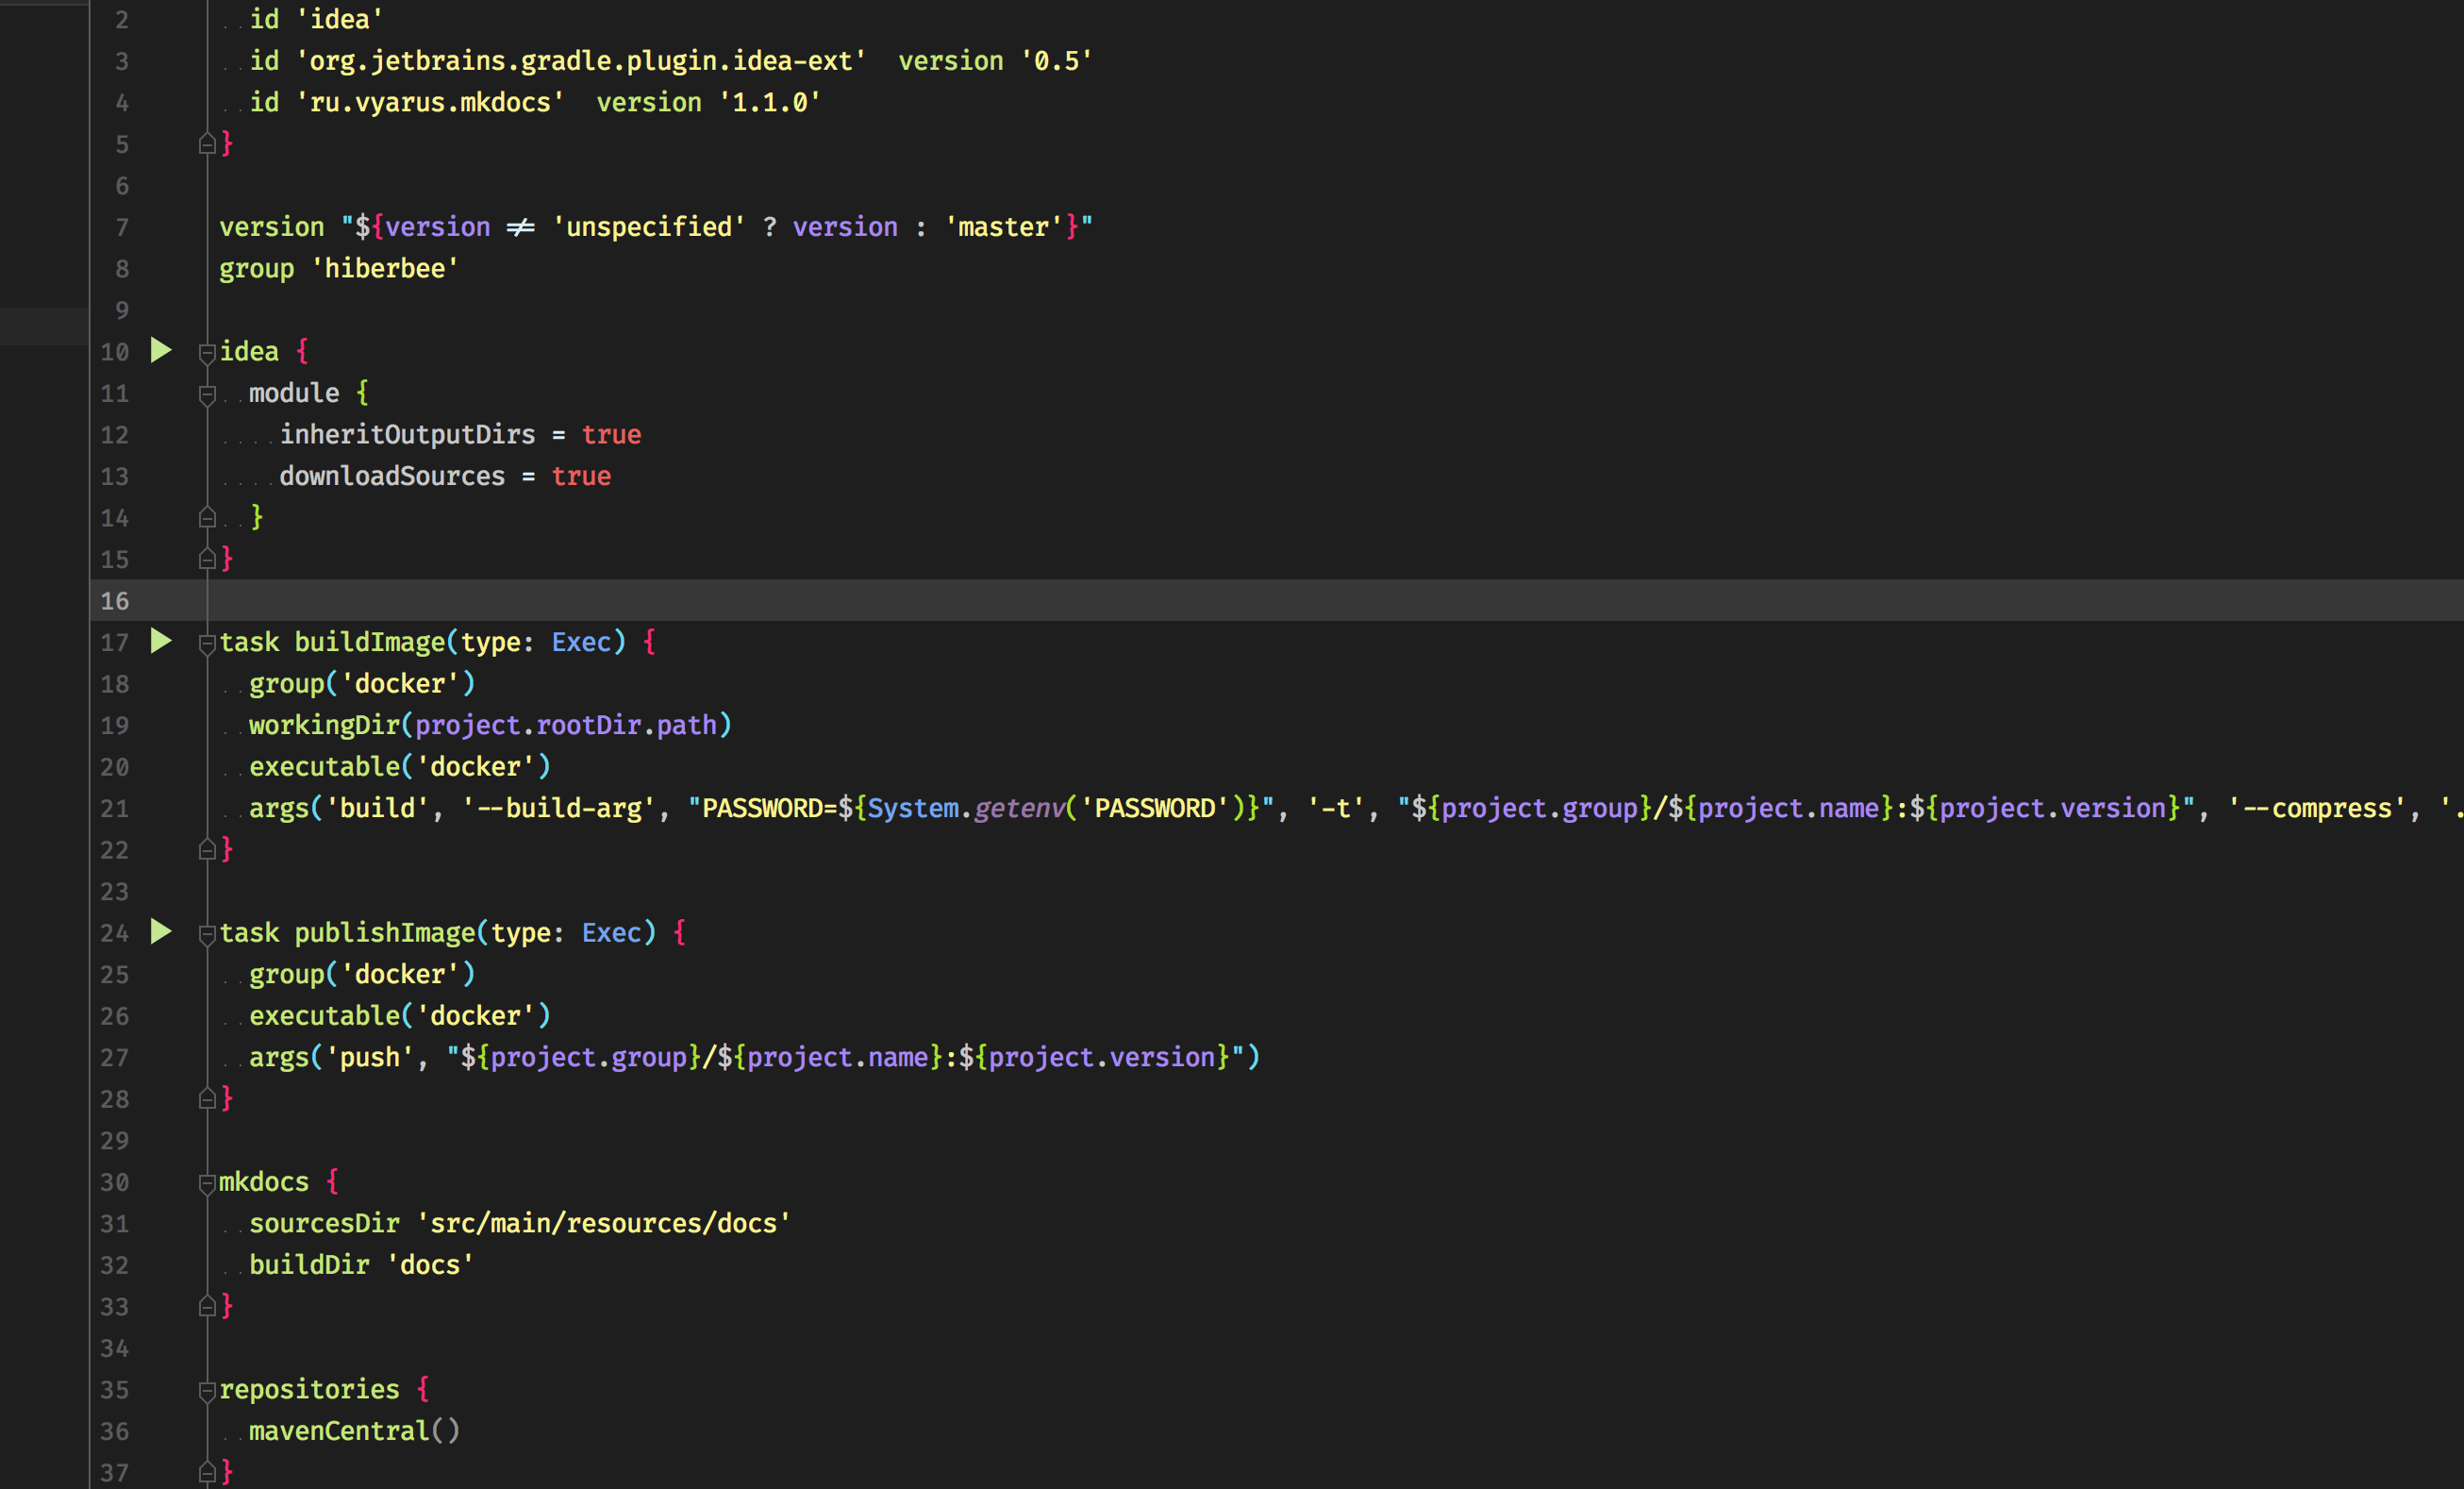 2 id 'idea'
3 id 'org.jetbrains.gradle.plugin.idea-ext' version '0.5'
4 id 'ru.vyarus.mkdocs' version '1.1.0'
5 }
6
7 version "${version != 'unspecified' ? version : 'master'}"
8 group 'hiberbee'
9
10 idea {
11 module {
12 inheritOutputDirs = true
13 downloadSources = true
14 }
15 }
16
17 task buildImage(type: Exec) {
18 group('docker')
19 workingDir(project.rootDir.path)
20 executable('docker')
21 args('build', '--build-arg', "PASSWORD=${System.getenv('PASSWORD')}", '-t', "${project.group}/${project.name}:${project.version}", '--compress', '.
22 }
23
24 task publishImage(type: Exec) {
25 group('docker')
26 executable('docker')
27 args('push', "${project.group}/${project.name}:${project.version}")
28 }
29
30 mkdocs {
31 sourcesDir 'src/main/resources/docs'
32 buildDir 'docs'
33 }
34
35 repositories {
36 mavenCentral()
37 }